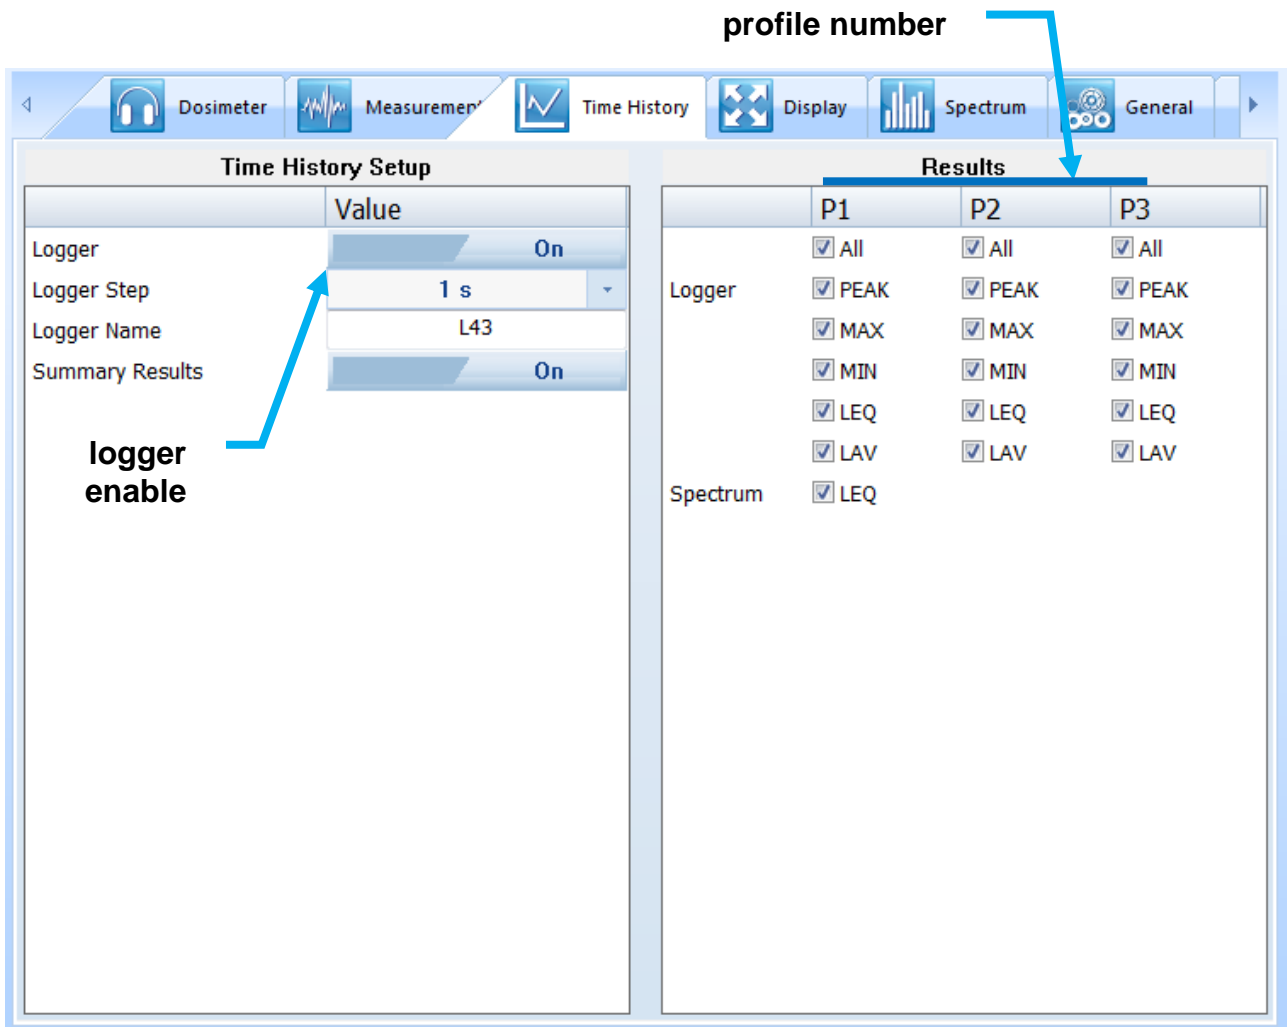 profile number
Dosimeter Measuremen Time History Display Spectrum General
Time History Setup
Value
Logger On
Logger Step 1 s
Logger Name L43
Summary Results On
logger
enable
Results
P1 P2 P3
All All All
Logger PEAK PEAK PEAK
MAX MAX MAX
MIN MIN MIN
LEQ LEQ LEQ
LAV LAV LAV
Spectrum LEQ